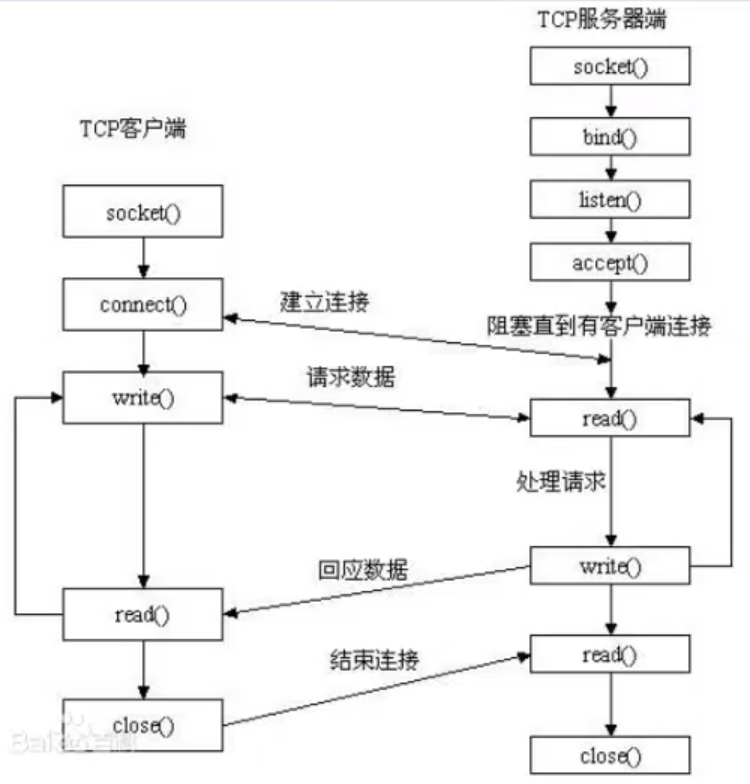 TCP服务器端
socket()
bind()
listen()
accept()
阻塞直到有客户端连接
read()
处理请求
write()
read()
close()
TCP客户端
socket()
connect()
write()
read()
close()
建立连接
请求数据
回应数据
结束连接
Baidu百科